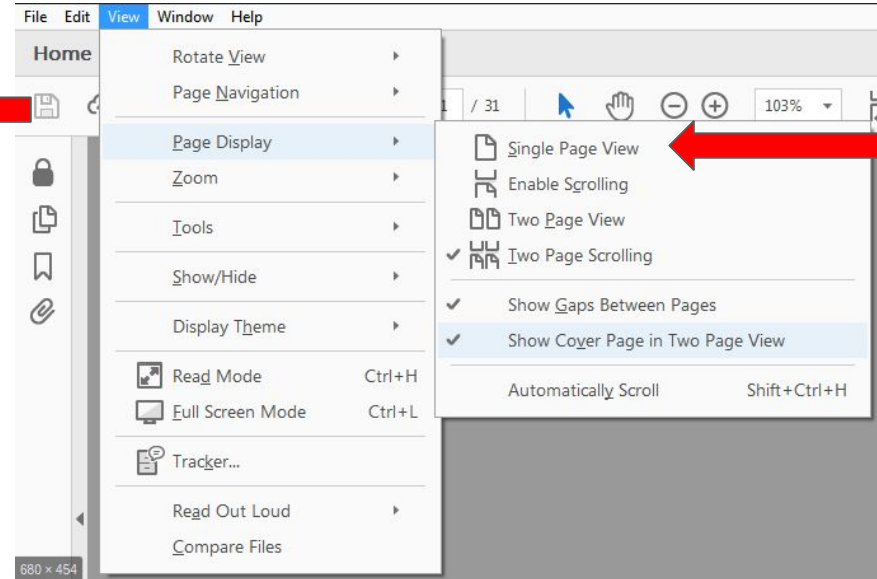 File Edit View Window Help
Home
Rotate View
Page Navigation
/ 31
103%
Page Display
Single Page View
Zoom
Enable Scrolling
Tools
Two Page View
Two Page Scrolling
Show/Hide
Show Gaps Between Pages
Display Theme
Show Cover Page in Two Page View
Read Mode Ctrl+H
Automatically Scroll Shift+Ctrl+H
Full Screen Mode Ctrl+L
Tracker...
Read Out Loud
Compare Files
680 × 454